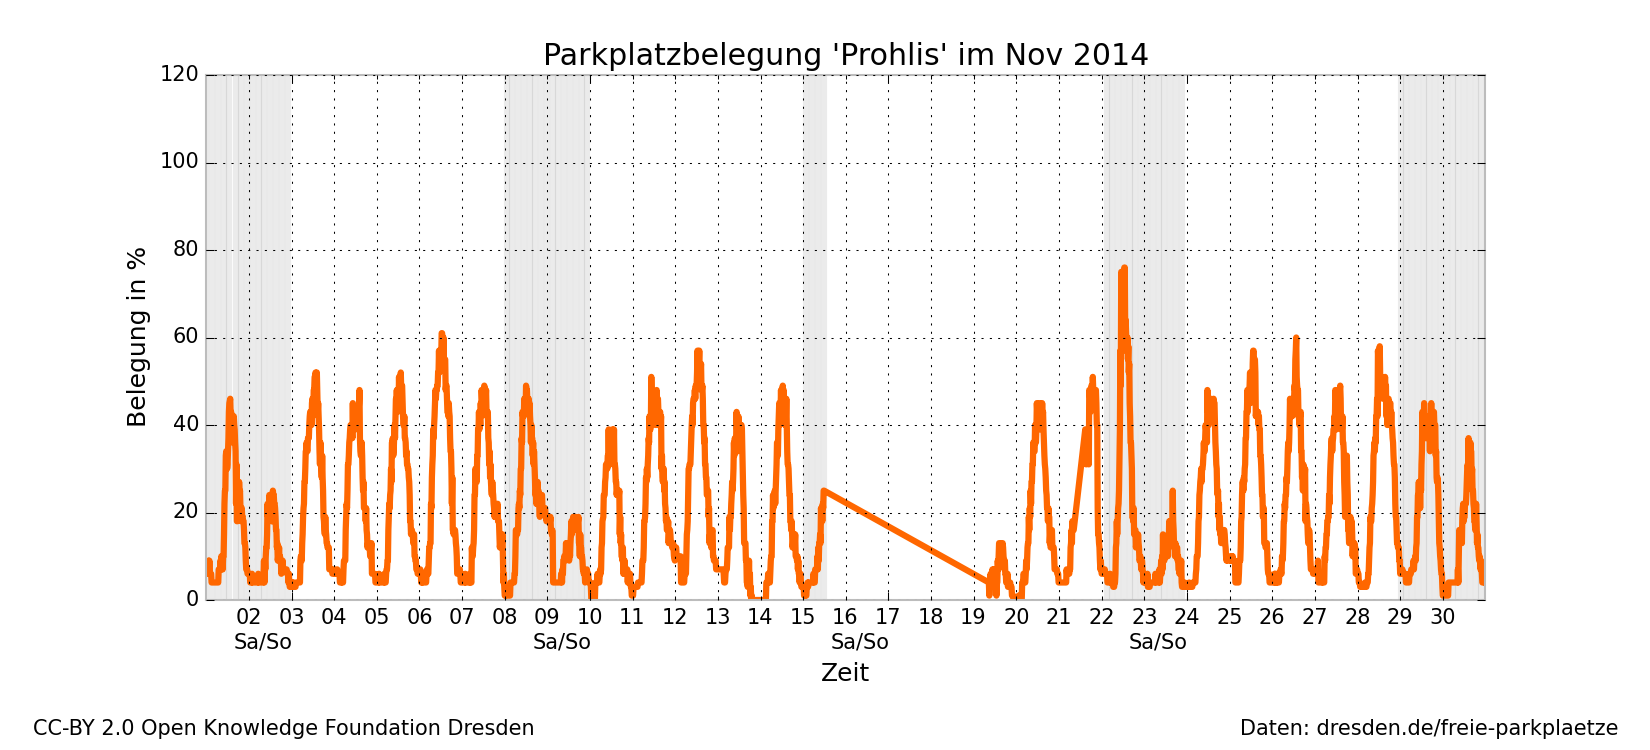 Parkplatzbelegung 'Prohlis' im Nov 2014
120
100
80
60
40
20
0
Belegung in %
02 03 04 05 06 07 08 09 10 11 12 13 14 15 16 17 18 19 20 21 22 23 24 25 26 27 28 29 30
Sa/So Sa/So Sa/So Sa/So
Zeit
CC-BY 2.0 Open Knowledge Foundation Dresden
Daten: dresden.de/freie-parkplaetze